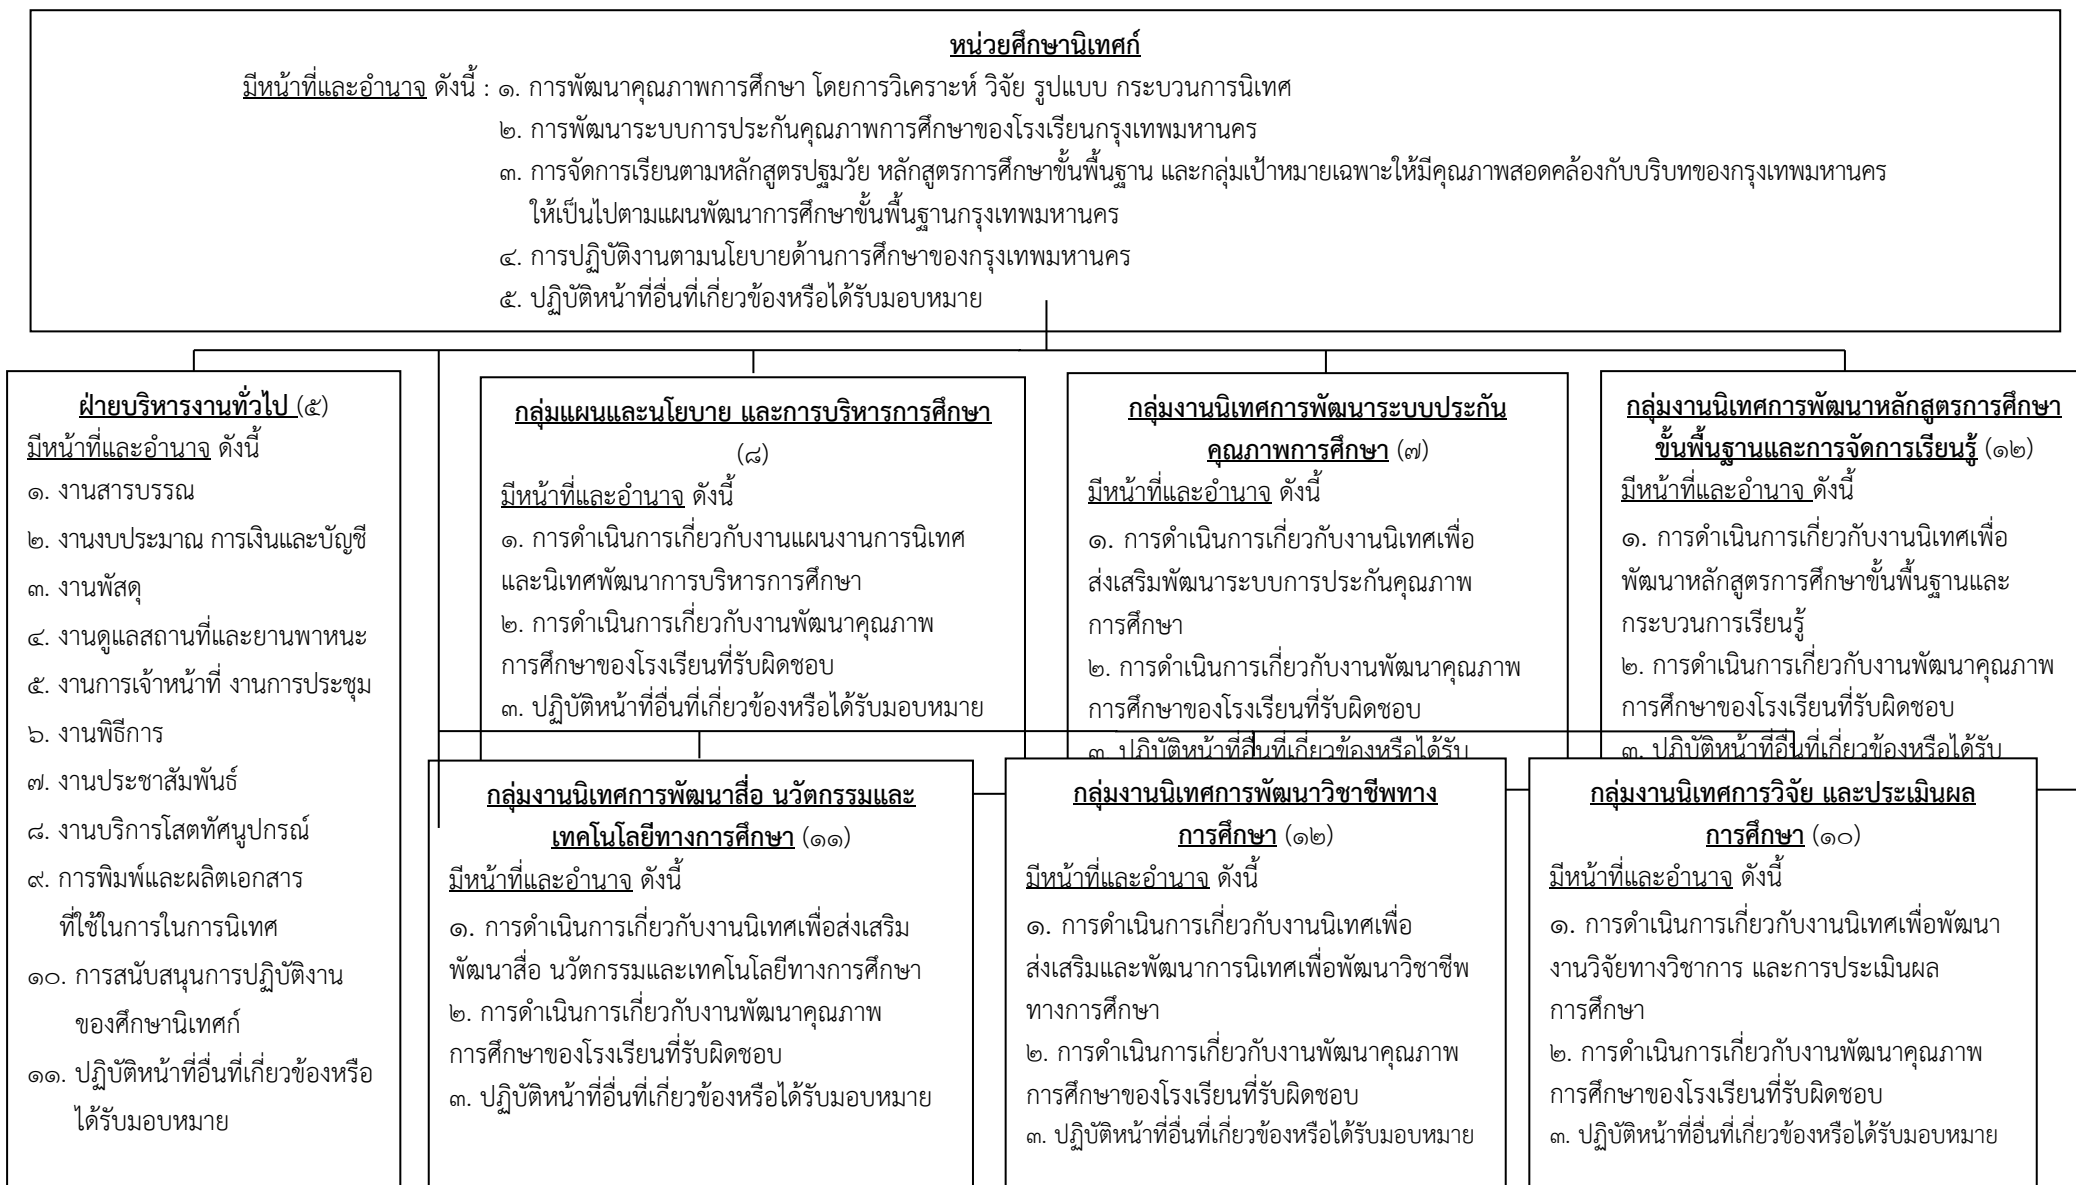 หน่วยศึกษานิเทศก์
มีหน้าที่และอำนาจ ดังนี้ : ๑. การพัฒนาคุณภาพการศึกษา โดยการวิเคราะห์ วิจัย รูปแบบ กระบวนการนิเทศ
๒. การพัฒนาระบบการประกันคุณภาพการศึกษาของโรงเรียนกรุงเทพมหานคร
๓. การจัดการเรียนตามหลักสูตรปฐมวัย หลักสูตรการศึกษาขั้นพื้นฐาน และกลุ่มเป้าหมายเฉพาะให้มีคุณภาพสอดคล้องกับบริบทของกรุงเทพมหานคร
ให้เป็นไปตามแผนพัฒนาการศึกษาขั้นพื้นฐานกรุงเทพมหานคร
๔. การปฏิบัติงานตามนโยบายด้านการศึกษาของกรุงเทพมหานคร
๕. ปฏิบัติหน้าที่อื่นที่เกี่ยวข้องหรือได้รับมอบหมาย
ฝ่ายบริหารงานทั่วไป (๕)
มีหน้าที่และอำนาจ ดังนี้
๑. งานสารบรรณ
๒. งานงบประมาณ การเงินและบัญชี
๓. งานพัสดุ
๔. งานดูแลสถานที่และยานพาหนะ
๕. งานการเจ้าหน้าที่ งานการประชุม
๖. งานพิธีการ
๗. งานประชาสัมพันธ์
๘. งานบริการโสตทัศนูปกรณ์
๙. การพิมพ์และผลิตเอกสาร
ที่ใช้ในการในการนิเทศ
๑๐. การสนับสนุนการปฏิบัติงาน
ของศึกษานิเทศก์
๑๑. ปฏิบัติหน้าที่อื่นที่เกี่ยวข้องหรือ
ได้รับมอบหมาย
กลุ่มแผนและนโยบาย และการบริหารการศึกษา
(๘)
มีหน้าที่และอำนาจ ดังนี้
๑. การดำเนินการเกี่ยวกับงานแผนงานการนิเทศ
และนิเทศพัฒนาการบริหารการศึกษา
๒. การดำเนินการเกี่ยวกับงานพัฒนาคุณภาพ
การศึกษาของโรงเรียนที่รับผิดชอบ
๓. ปฏิบัติหน้าที่อื่นที่เกี่ยวข้องหรือได้รับมอบหมาย
กลุ่มงานนิเทศการพัฒนาระบบประกัน
คุณภาพการศึกษา (๗)
มีหน้าที่และอำนาจ ดังนี้
๑. การดำเนินการเกี่ยวกับงานนิเทศเพื่อ
ส่งเสริมพัฒนาระบบการประกันคุณภาพ
การศึกษา
๒. การดำเนินการเกี่ยวกับงานพัฒนาคุณภาพ
การศึกษาของโรงเรียนที่รับผิดชอบ
๓. ปฏิบัติหน้าที่อื่นที่เกี่ยวข้องหรือได้รับ
กลุ่มงานนิเทศการพัฒนาหลักสูตรการศึกษา
ขั้นพื้นฐานและการจัดการเรียนรู้ (๑๒)
มีหน้าที่และอำนาจ ดังนี้
๑. การดำเนินการเกี่ยวกับงานนิเทศเพื่อ
พัฒนาหลักสูตรการศึกษาขั้นพื้นฐานและ
กระบวนการเรียนรู้
๒. การดำเนินการเกี่ยวกับงานพัฒนาคุณภาพ
การศึกษาของโรงเรียนที่รับผิดชอบ
๓. ปฏิบัติหน้าที่อื่นที่เกี่ยวข้องหรือได้รับ
กลุ่มงานนิเทศการพัฒนาสื่อ นวัตกรรมและ
เทคโนโลยีทางการศึกษา (๑๑)
มีหน้าที่และอำนาจ ดังนี้
๑. การดำเนินการเกี่ยวกับงานนิเทศเพื่อส่งเสริม
พัฒนาสื่อ นวัตกรรมและเทคโนโลยีทางการศึกษา
๒. การดำเนินการเกี่ยวกับงานพัฒนาคุณภาพ
การศึกษาของโรงเรียนที่รับผิดชอบ
๓. ปฏิบัติหน้าที่อื่นที่เกี่ยวข้องหรือได้รับมอบหมาย
กลุ่มงานนิเทศการพัฒนาวิชาชีพทาง
การศึกษา (๑๒)
มีหน้าที่และอำนาจ ดังนี้
๑. การดำเนินการเกี่ยวกับงานนิเทศเพื่อ
ส่งเสริมและพัฒนาการนิเทศเพื่อพัฒนาวิชาชีพ
ทางการศึกษา
๒. การดำเนินการเกี่ยวกับงานพัฒนาคุณภาพ
การศึกษาของโรงเรียนที่รับผิดชอบ
๓. ปฏิบัติหน้าที่อื่นที่เกี่ยวข้องหรือได้รับมอบหมาย
กลุ่มงานนิเทศการวิจัย และประเมินผล
การศึกษา (๑๐)
มีหน้าที่และอำนาจ ดังนี้
๑. การดำเนินการเกี่ยวกับงานนิเทศเพื่อพัฒนา
งานวิจัยทางวิชาการ และการประเมินผล
การศึกษา
๒. การดำเนินการเกี่ยวกับงานพัฒนาคุณภาพ
การศึกษาของโรงเรียนที่รับผิดชอบ
๓. ปฏิบัติหน้าที่อื่นที่เกี่ยวข้องหรือได้รับมอบหมาย